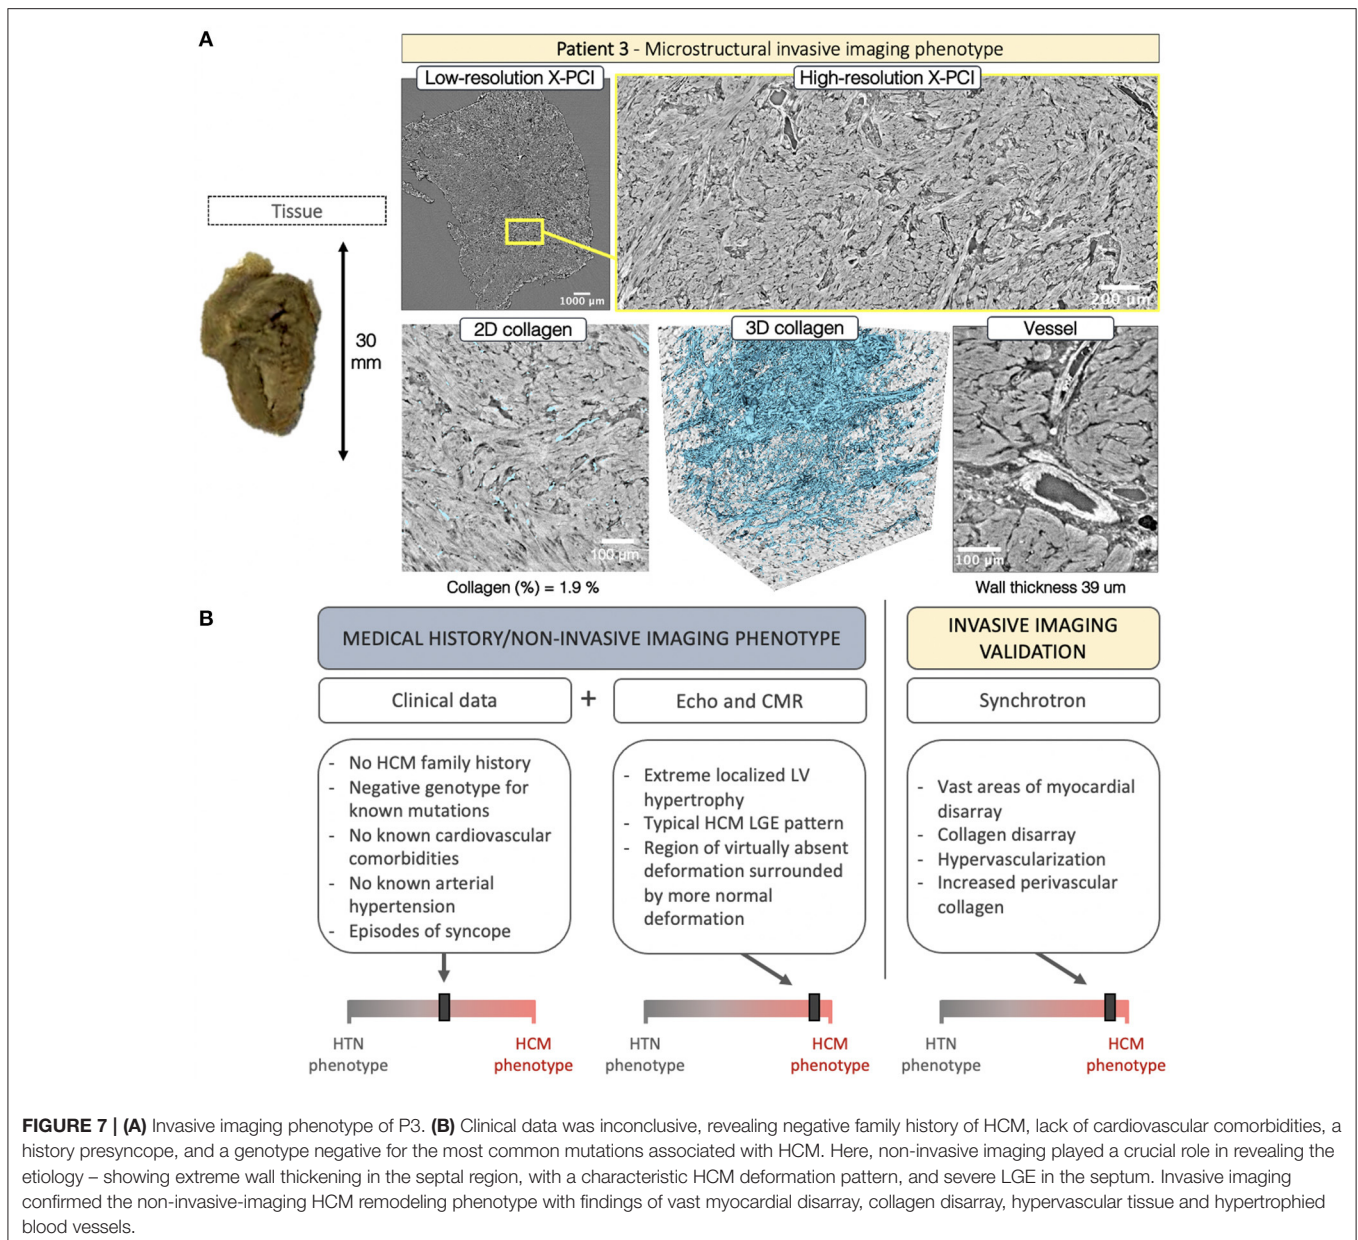 A
Patient 3 - Microstructural invasive imaging phenotype
Low-resolution X-PCI
High-resolution X-PCI
Tissue
30
mm
1000 µm
200 µm
2D collagen
3D collagen
Vessel
100 µm
100 µm
Collagen (%) = 1.9 %
Wall thickness 39 um
B
MEDICAL HISTORY/NON-INVASIVE IMAGING PHENOTYPE
INVASIVE IMAGING
VALIDATION
Clinical data
+
Echo and CMR
Synchrotron
- No HCM family history
- Negative genotype for
known mutations
- No known cardiovascular
comorbidities
- No known arterial
hypertension
- Episodes of syncope
- Extreme localized LV
hypertrophy
- Typical HCM LGE pattern
- Region of virtually absent
deformation surrounded
by more normal
deformation
- Vast areas of myocardial
disarray
- Collagen disarray
- Hypervascularization
- Increased perivascular
collagen
HTN
phenotype
HCM
phenotype
HTN
phenotype
HCM
phenotype
HTN
phenotype
HCM
phenotype
FIGURE 7 | (A) Invasive imaging phenotype of P3. (B) Clinical data was inconclusive, revealing negative family history of HCM, lack of cardiovascular comorbidities, a
history presyncope, and a genotype negative for the most common mutations associated with HCM. Here, non-invasive imaging played a crucial role in revealing the
etiology – showing extreme wall thickening in the septal region, with a characteristic HCM deformation pattern, and severe LGE in the septum. Invasive imaging
confirmed the non-invasive-imaging HCM remodeling phenotype with findings of vast myocardial disarray, collagen disarray, hypervascular tissue and hypertrophied
blood vessels.